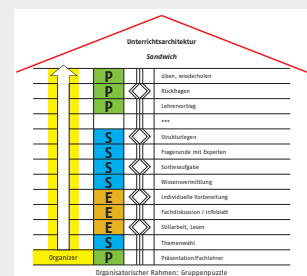 Unterrichtsarchitektur
Sandwich
P üben, wiederholen
P Rückfragen
P Lehrervortrag
***
S Strukturlegen
S Fragerunde mit Experten
S Sortieraufgabe
S Wissensvermittlung
E individuelle Vorbereitung
E Fachdiskussion / Infoblatt
E Stillarbeit, Lesen
S Themenwahl
Organizer P Präsentation/Fachlehrer
Organisatorischer Rahmen: Gruppenpuzzle